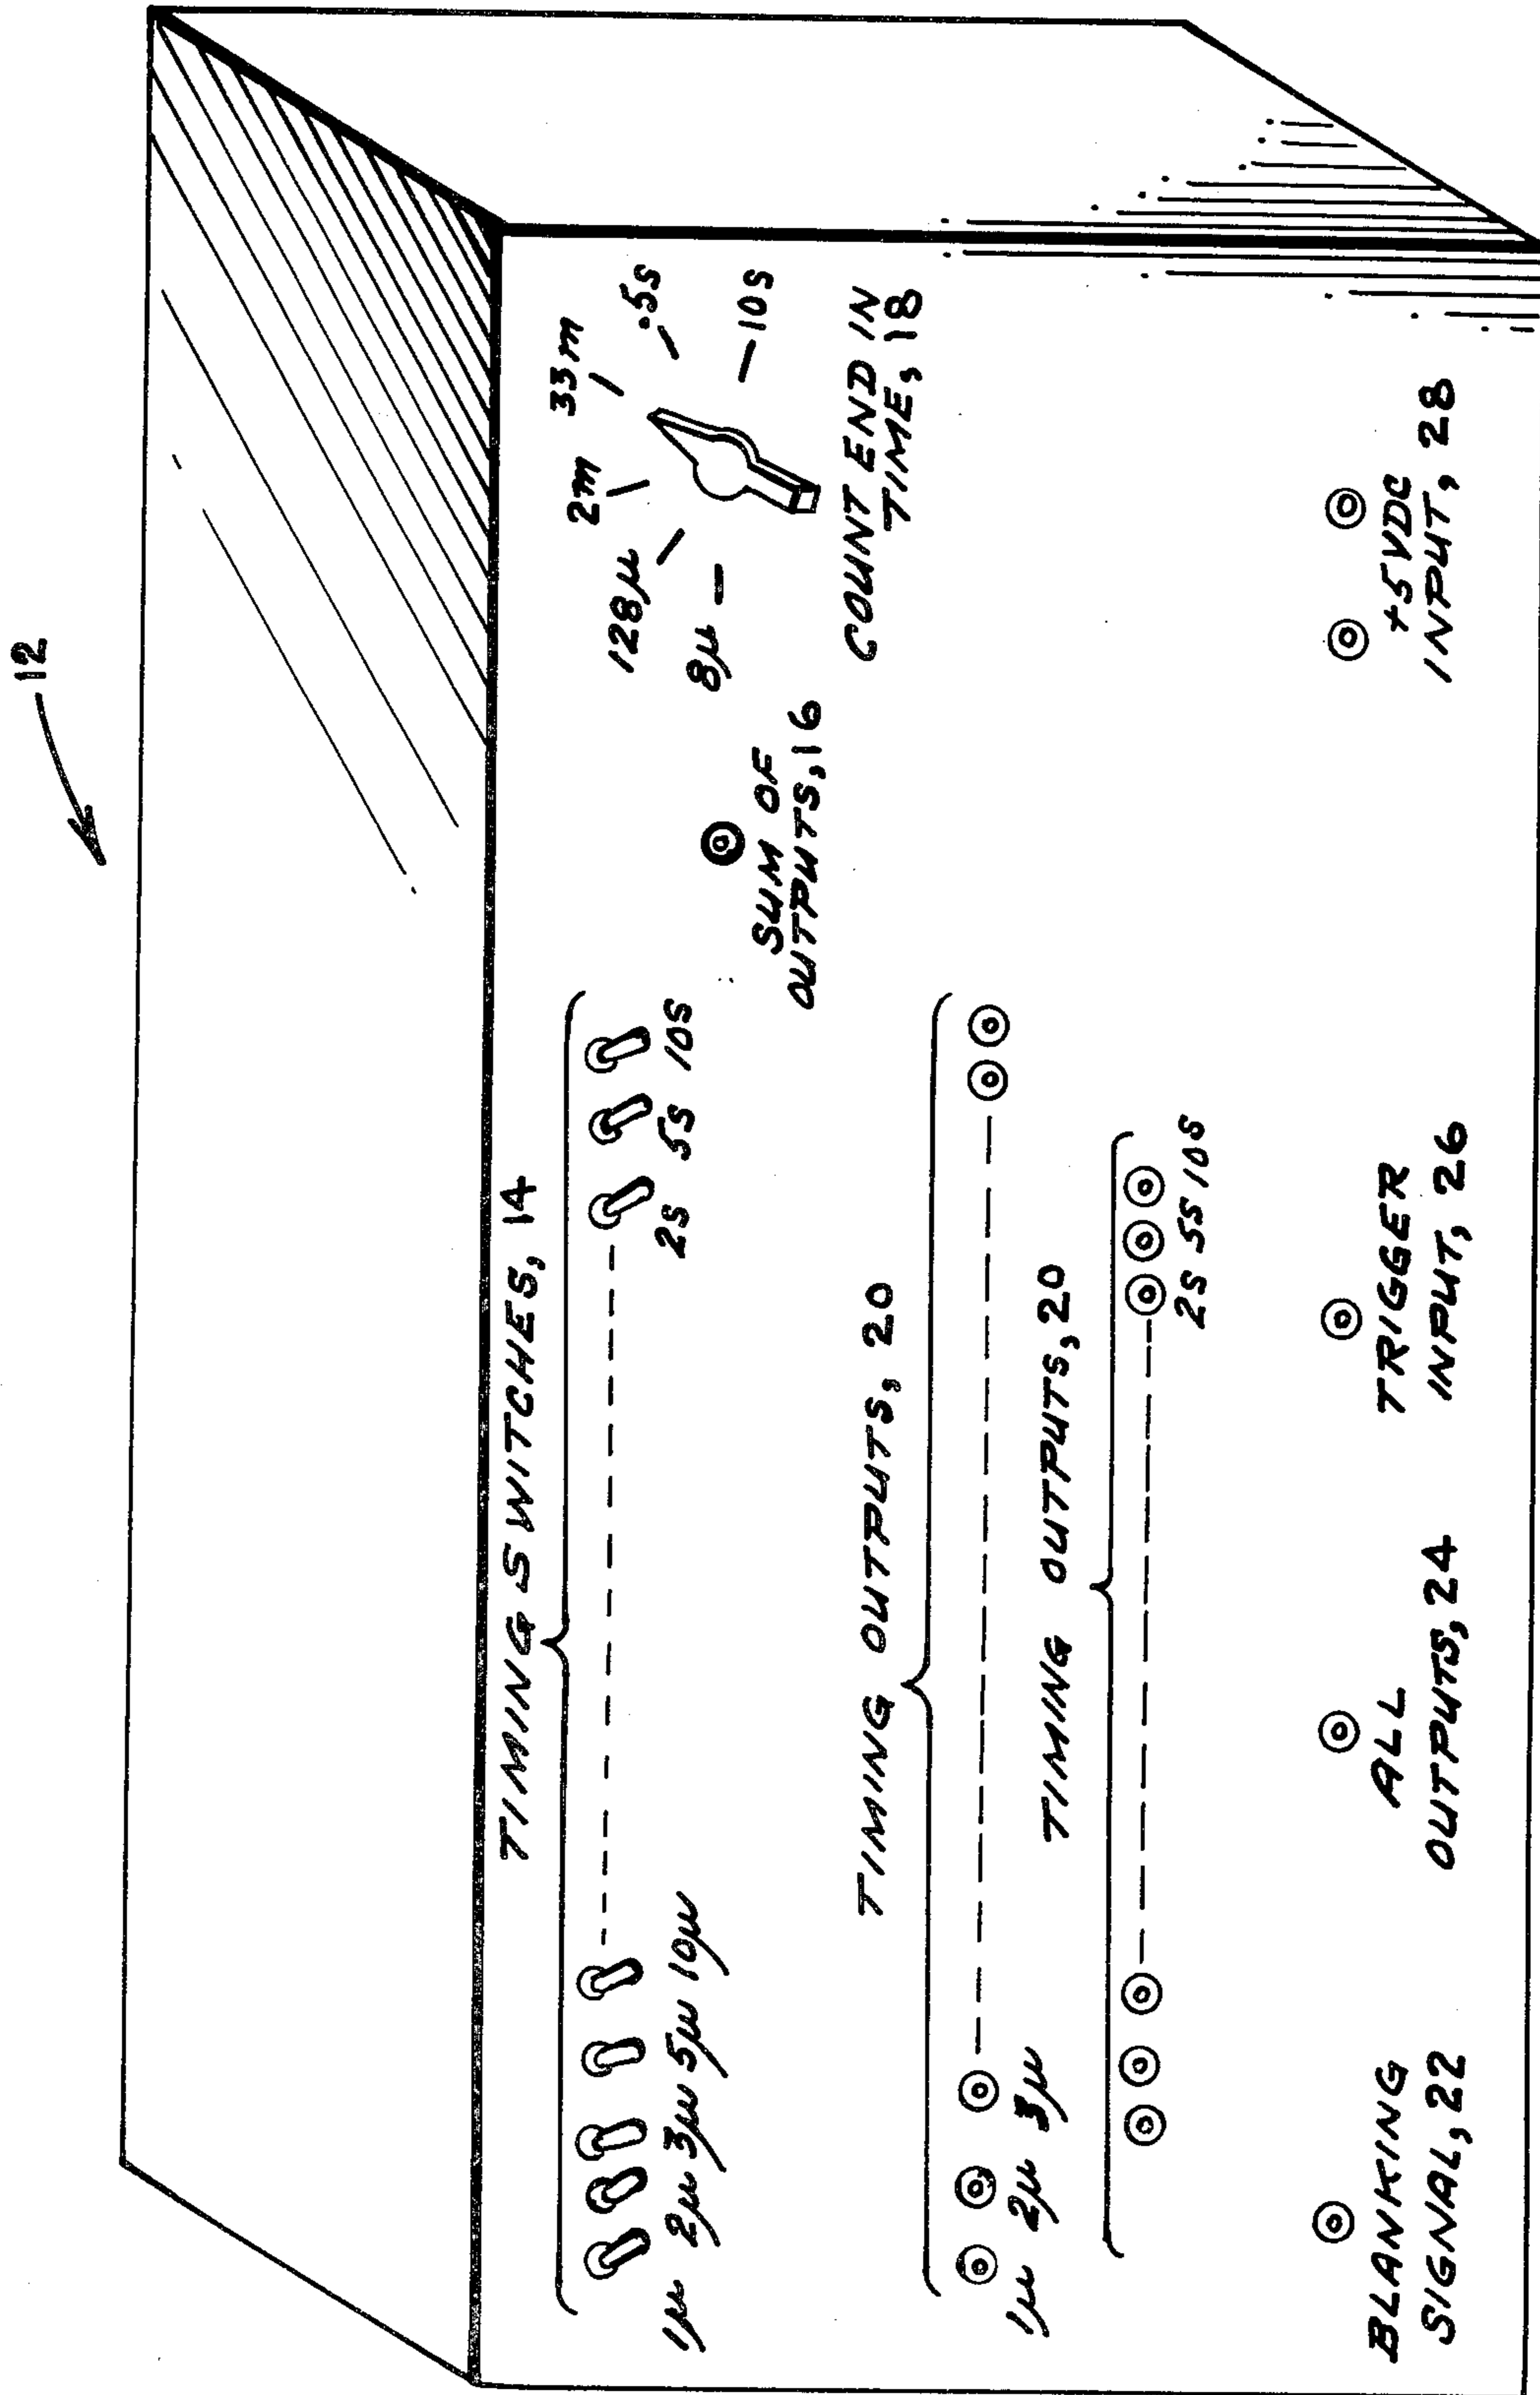 12
TIMING SWITCHES, 14
1µ 2µ 3µ 5µ 10µ
2S 5S 10S
SUM OF
OUTPUTS, 16
8µ
128µ
2m
33m
.5S
10S
COUNT END IN
TIME, 18
TIMING OUTPUTS, 20
1µ 2µ 3µ
TIMING OUTPUTS, 20
2S 5S 10S
BLANKING
SIGNAL, 22
ALL
OUTPUTS, 24
TRIGGER
INPUT, 26
+5VDC
INPUT, 28